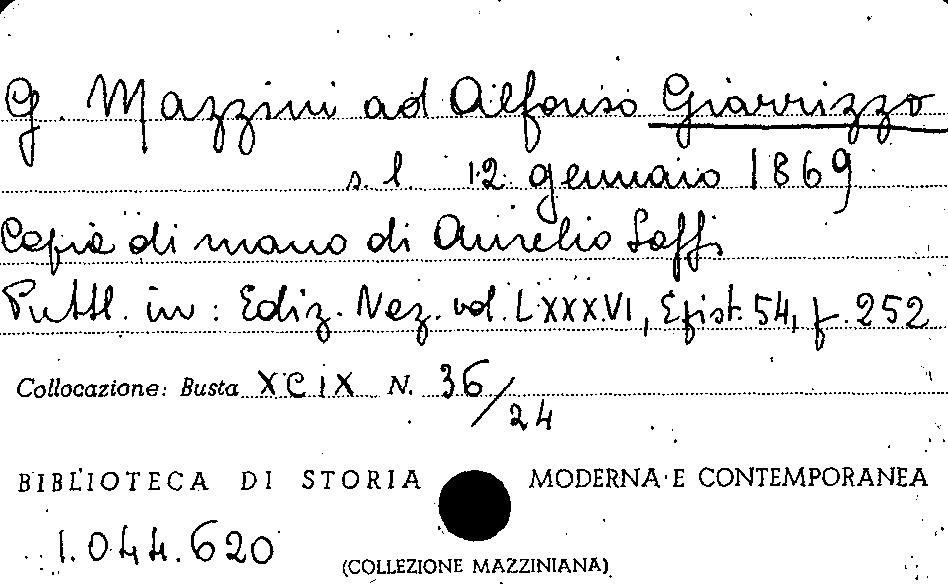 G. Mazzini ad Alfonso Giarrizzo
s. l. 12 gennaio 1869
Copia di mano di Aurelio Saffi
Pubbl. in: Ediz. Naz. vol. LXXXVI, Epist. 54, p. 252
Collocazione: Busta XCIX N. 36/24
BIBLIOTECA DI STORIA MODERNA E CONTEMPORANEA
1.044.620
(COLLEZIONE MAZZINIANA)